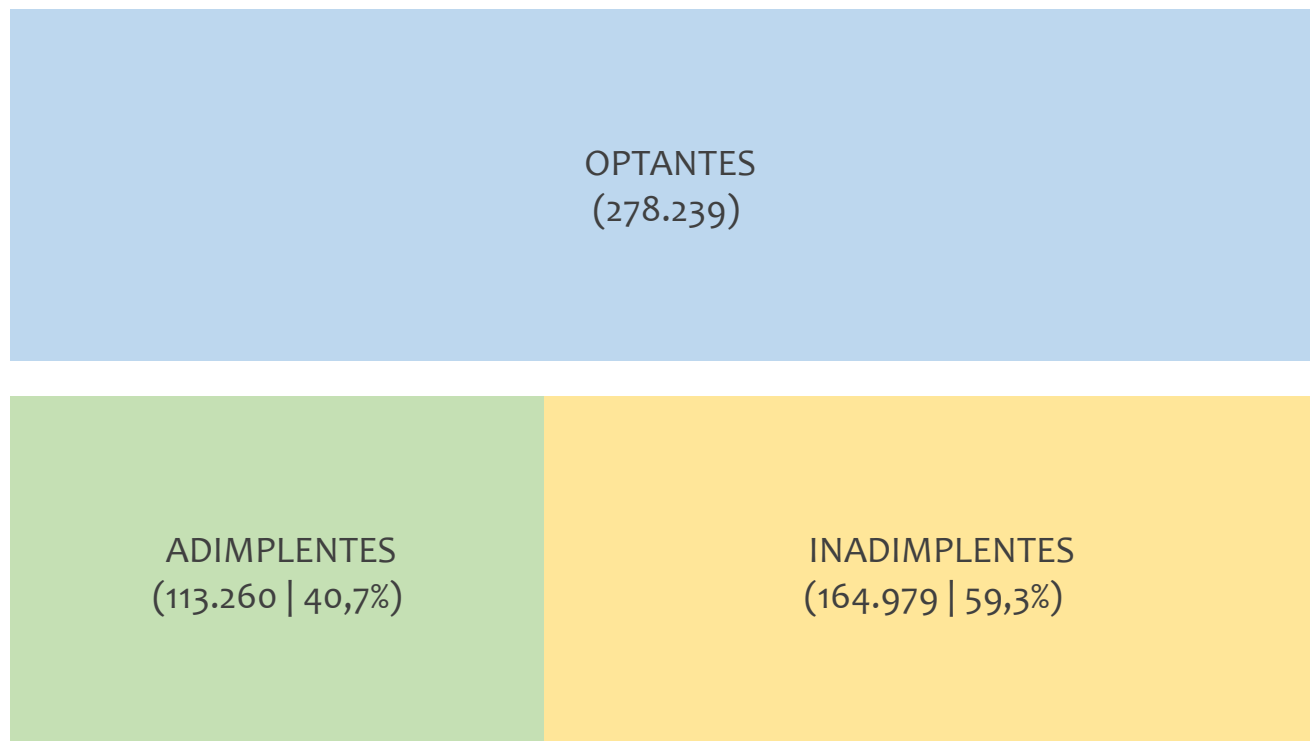 OPTANTES
(278.239)
ADIMPLENTES
(113.260 | 40,7%)
INADIMPLENTES
(164.979 | 59,3%)